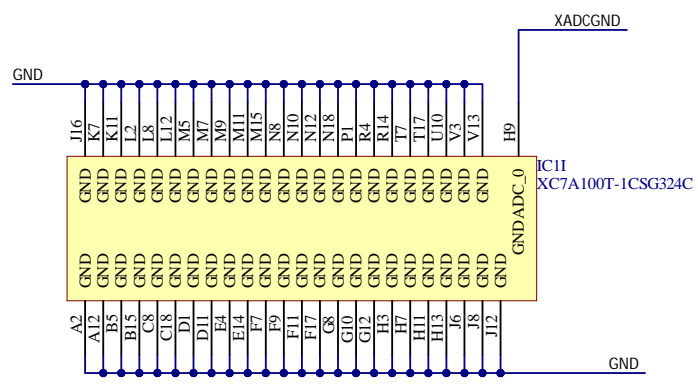 XADCGND
GND
J16 K7 K11 L2 L8 L12 M5 M7 M9 M11 M15 N8 N10 N12 N18 P1 R4 R14 T7 T17 U10 V3 V13 H9
IC1I
XC7A100T-1CSG324C
GND GND GND GND GND GND GND GND GND GND GND GND GND GND GND GND GND GND GND GND GND GND GND GNDADC_0
GND GND GND GND GND GND GND GND GND GND GND GND GND GND GND GND GND GND GND GND GND GND GND GND
A2 A12 B5 B15 C8 C18 D1 D11 E4 E14 F7 F9 F11 F17 G8 G10 G12 H3 H7 H11 H13 J6 J8 J12
GND